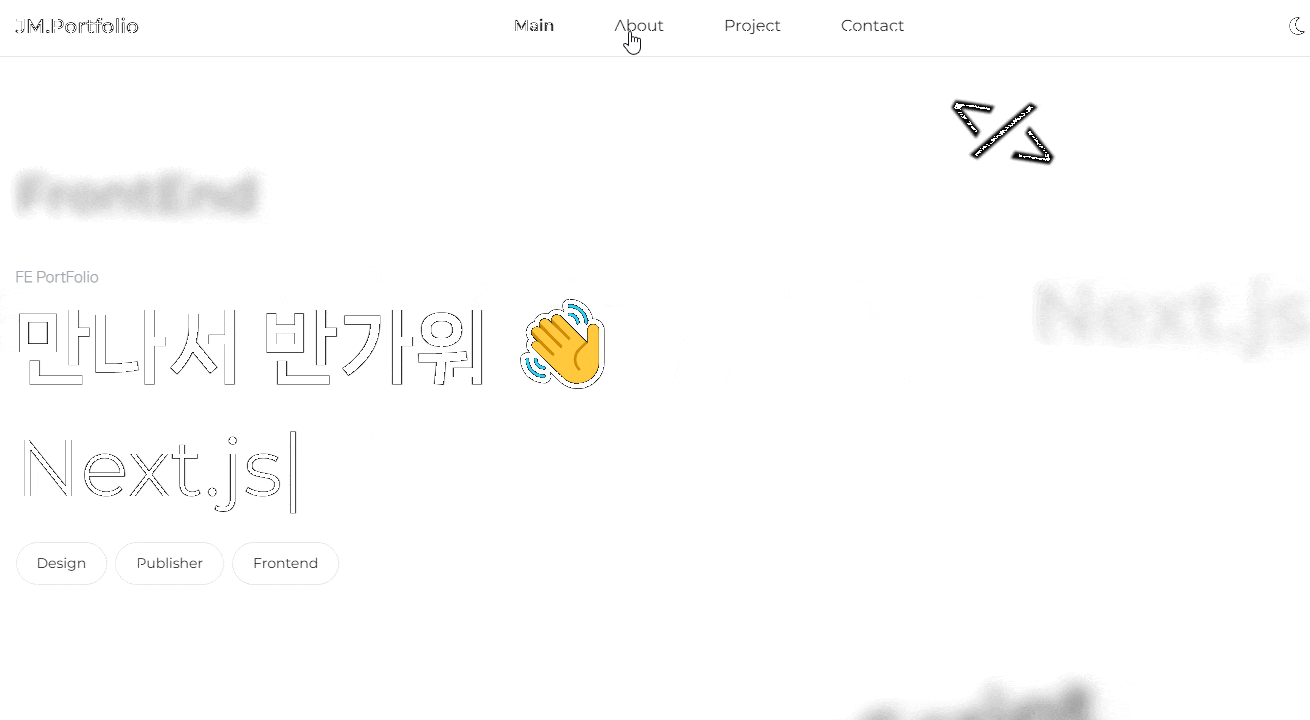 JM.Portfolio
Main
About
Project
Contact
FrontEnd
FE PortFolio
Next.js
만나서 반가워 👋
Next.js|
Design
Publisher
Frontend